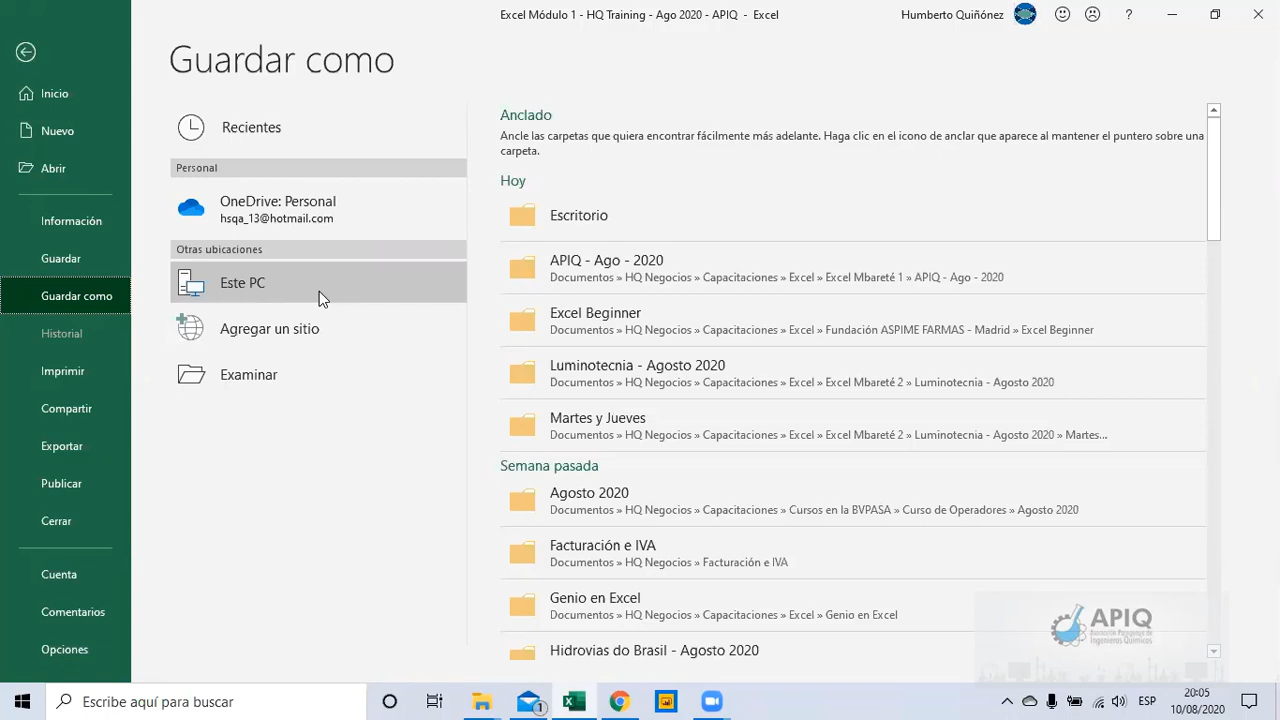 Excel Módulo 1 - HQ Training - Ago 2020 - APIQ - Excel
Humberto Quiñónez
?
Guardar como
Inicio
Nuevo
Abrir
Información
Guardar
Guardar como
Historial
Imprimir
Compartir
Exportar
Publicar
Cerrar
Cuenta
Comentarios
Opciones
Recientes
Personal
OneDrive: Personal
hsqa_13@hotmail.com
Otras ubicaciones
Este PC
Agregar un sitio
Examinar
Anclado
Ancle las carpetas que quiera encontrar fácilmente más adelante. Haga clic en el icono de anclar que aparece al mantener el puntero sobre una
carpeta.
Hoy
Escritorio
APIQ - Ago - 2020
Documentos » HQ Negocios » Capacitaciones » Excel » Excel Mbareté 1 » APIQ - Ago - 2020
Excel Beginner
Documentos » HQ Negocios » Capacitaciones » Excel » Fundación ASPIME FARMAS - Madrid » Excel Beginner
Luminotecnia - Agosto 2020
Documentos » HQ Negocios » Capacitaciones » Excel » Excel Mbareté 2 » Luminotecnia - Agosto 2020
Martes y Jueves
Documentos » HQ Negocios » Capacitaciones » Excel » Excel Mbareté 2 » Luminotecnia - Agosto 2020 » Martes...
Semana pasada
Agosto 2020
Documentos » HQ Negocios » Capacitaciones » Cursos en la BVPASA » Curso de Operadores » Agosto 2020
Facturación e IVA
Documentos » HQ Negocios » Facturación e IVA
Genio en Excel
Documentos » HQ Negocios » Capacitaciones » Excel » Genio en Excel
Hidrovias do Brasil - Agosto 2020
APIQ
Asociación Paraguaya de
Ingenieros Químicos
Escribe aquí para buscar
1
ESP
20:05
10/08/2020